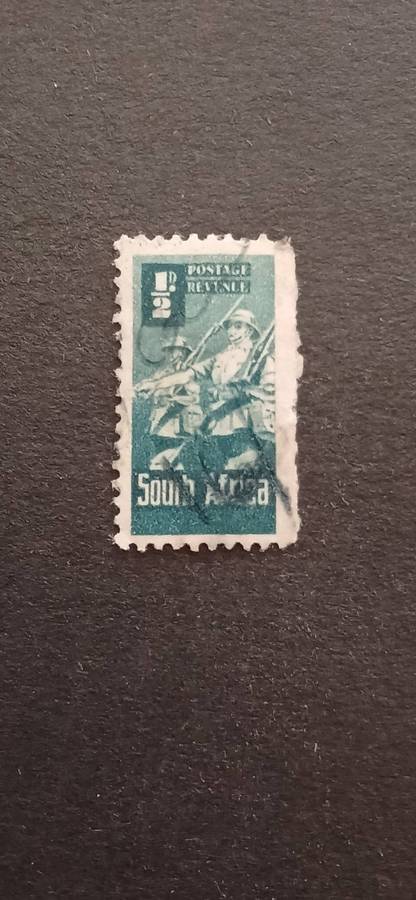 ½D.
POSTAGE
REVENUE
South Africa